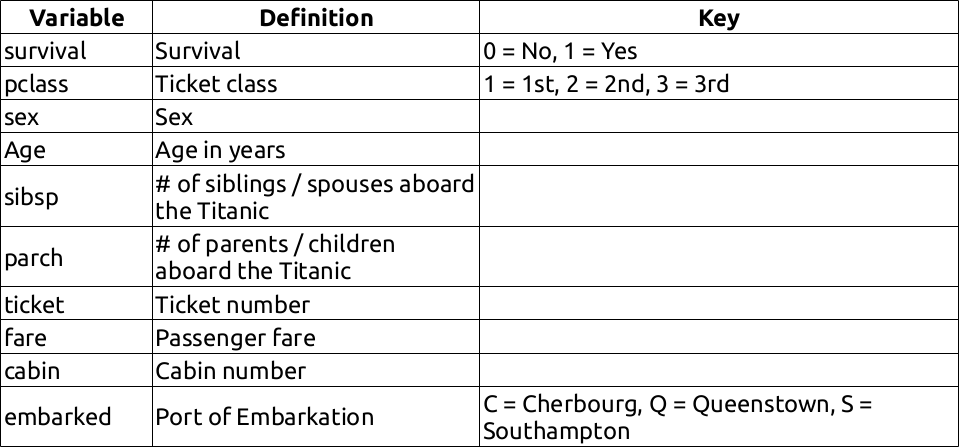 Variable Definition Key
survival Survival 0 = No, 1 = Yes
pclass Ticket class 1 = 1st, 2 = 2nd, 3 = 3rd
sex Sex
Age Age in years
sibsp # of siblings / spouses aboard
the Titanic
parch # of parents / children
aboard the Titanic
ticket Ticket number
fare Passenger fare
cabin Cabin number
embarked Port of Embarkation C = Cherbourg, Q = Queenstown, S =
Southampton